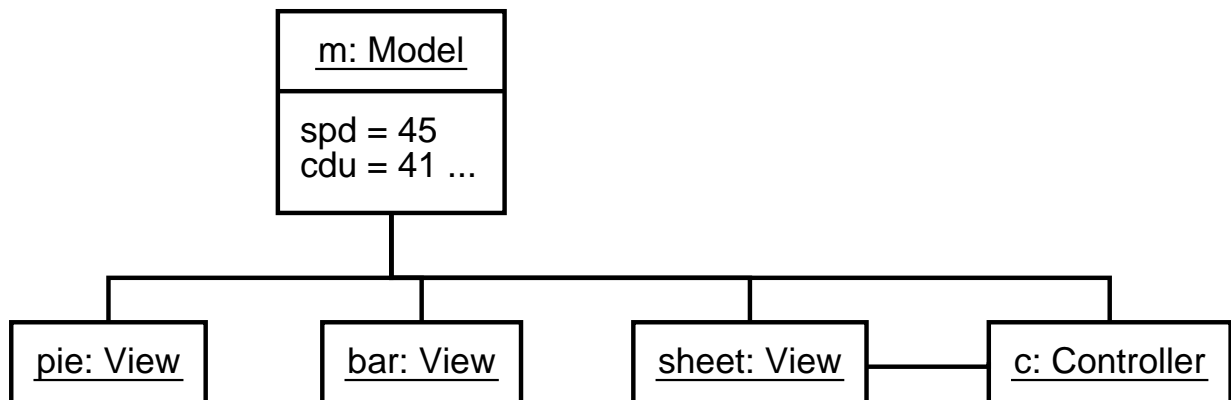 m: Model
spd = 45
cdu = 41 ...
pie: View
bar: View
sheet: View
c: Controller